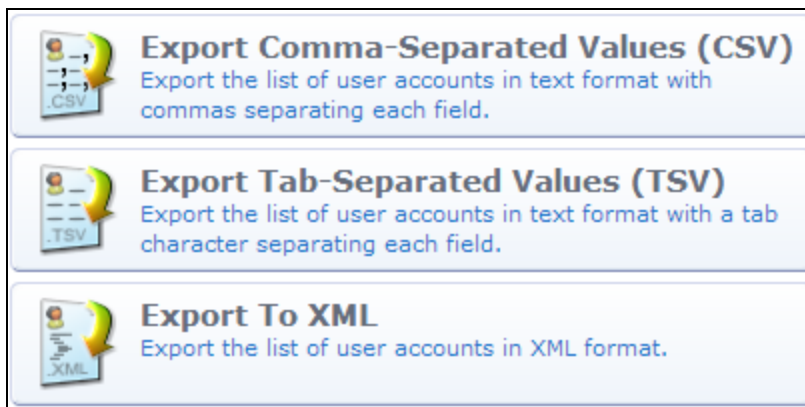 Export Comma-Separated Values (CSV)
Export the list of user accounts in text format with
commas separating each field.
.CSV
Export Tab-Separated Values (TSV)
Export the list of user accounts in text format with a tab
character separating each field.
.TSV
Export To XML
Export the list of user accounts in XML format.
.XML